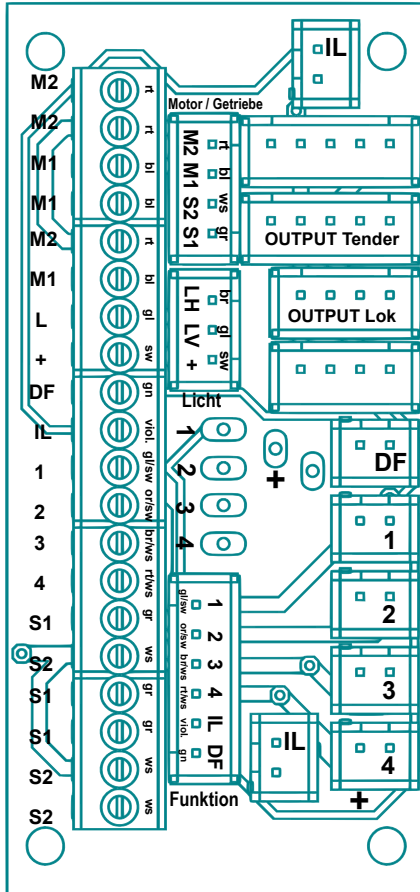 M2 rt
M2 rt
M1 bl
M1 bl
M2 rt
M1 bl
L gl
+ sw
DF gn
IL viol.
1 gl/sw
2 or/sw
3 br/ws
4 rt/ws
S1 gr
S2 ws
S1 gr
S1 gr
S2 ws
S2 ws
IL
Motor / Getriebe
M2 rt
M1 bl
S2 ws
S1 gr
OUTPUT Tender
LH br
LV gl
+ sw
Licht
OUTPUT Lok
1
2
3
4
+
DF
1
2
3
4
+
gl/sw 1
or/sw 2
br/ws 3
rt/ws 4
viol. IL
gn DF
Funktion
IL